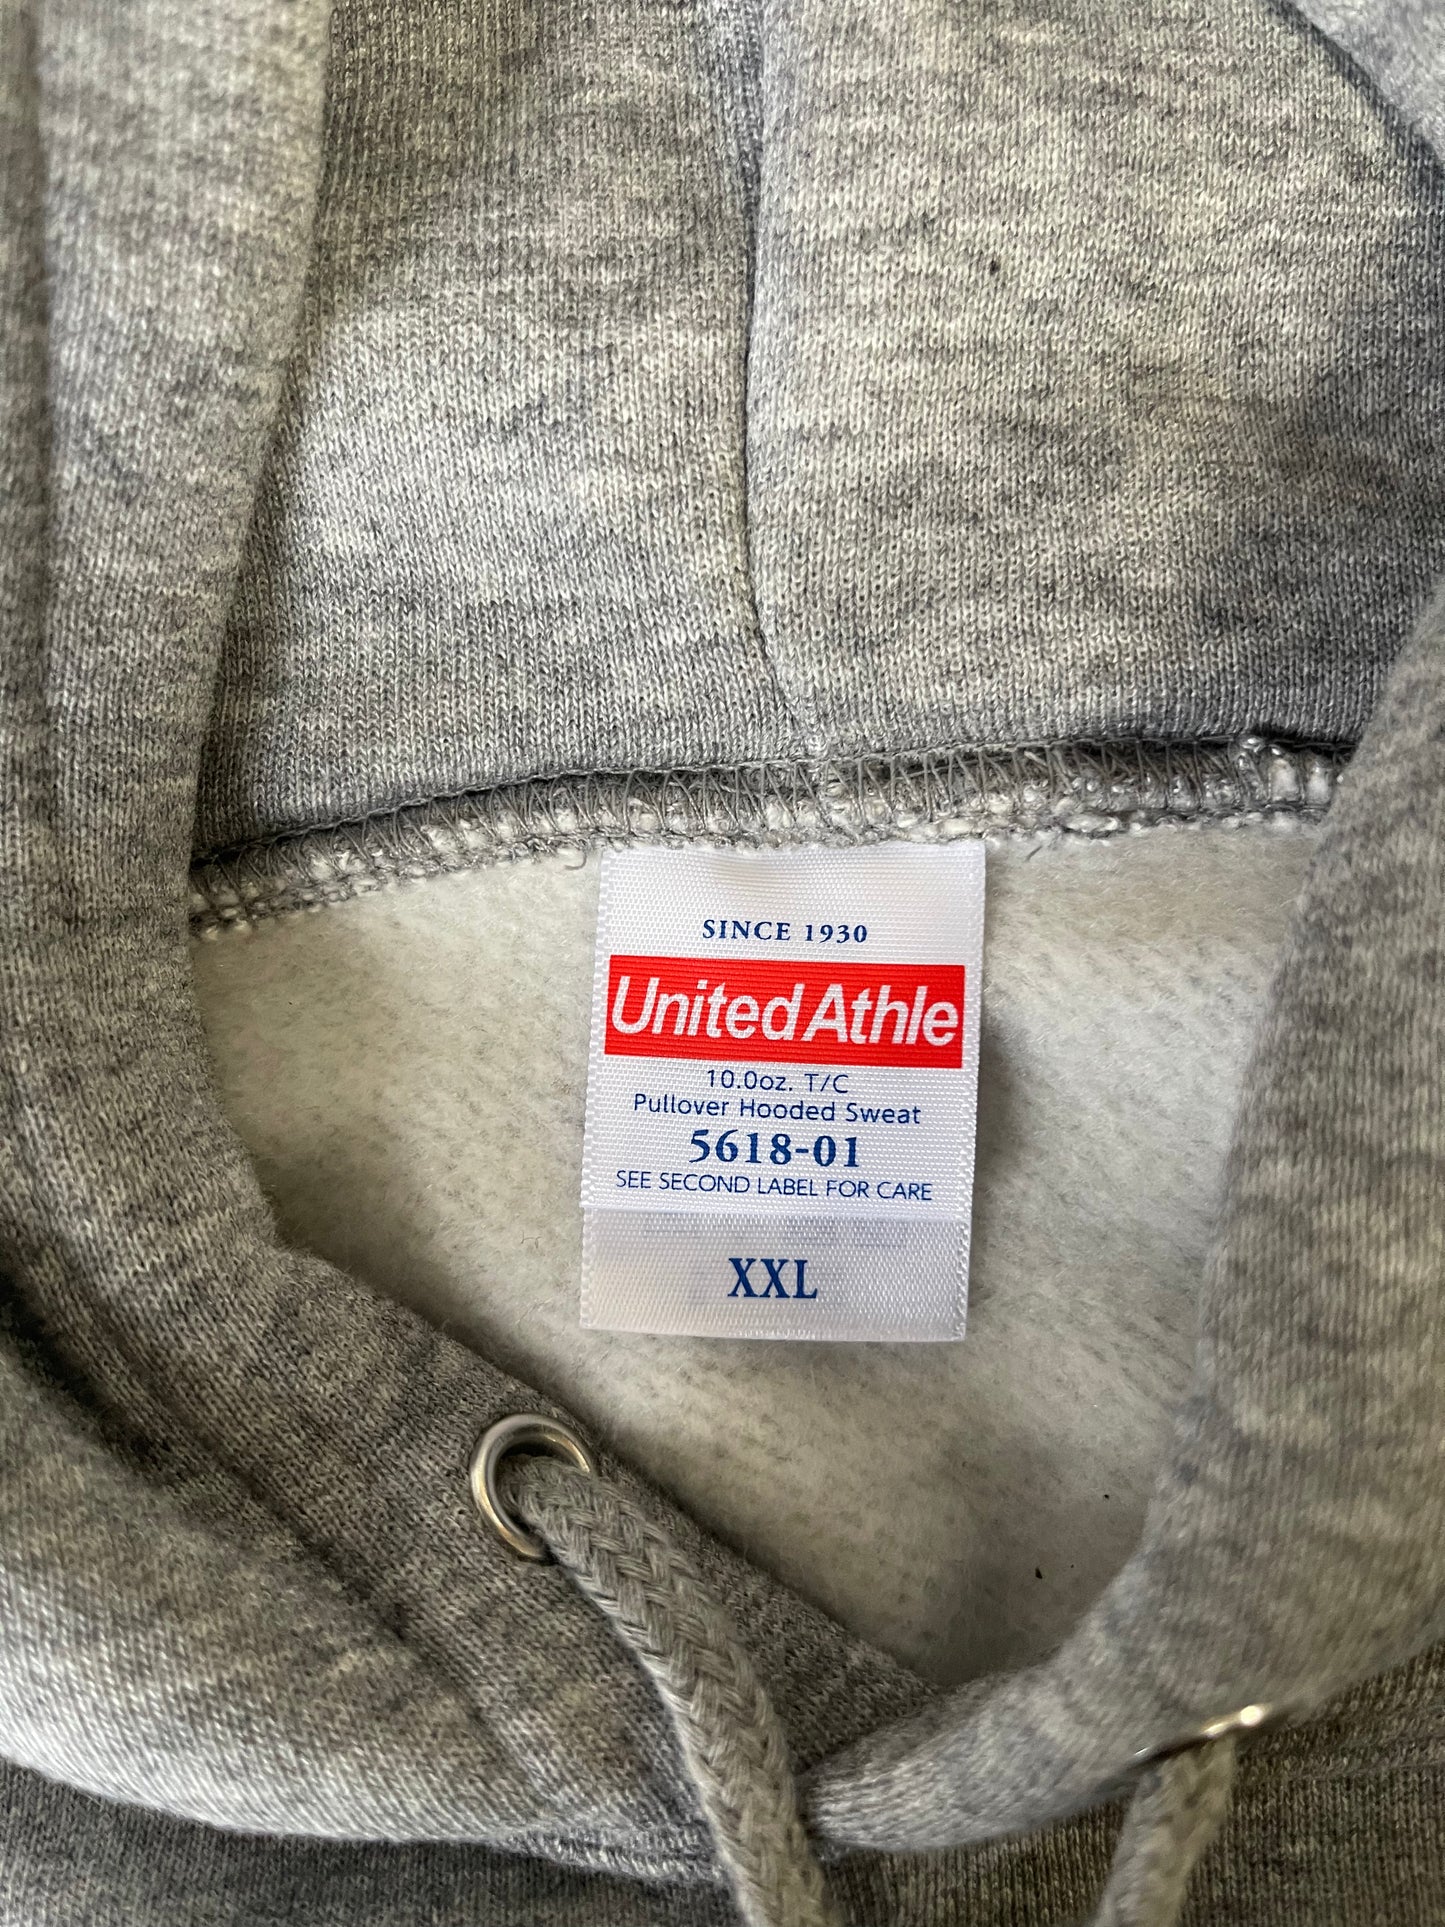 SINCE 1930
United Athle
10.0oz. T/C
Pullover Hooded Sweat
5618-01
SEE SECOND LABEL FOR CARE
XXL